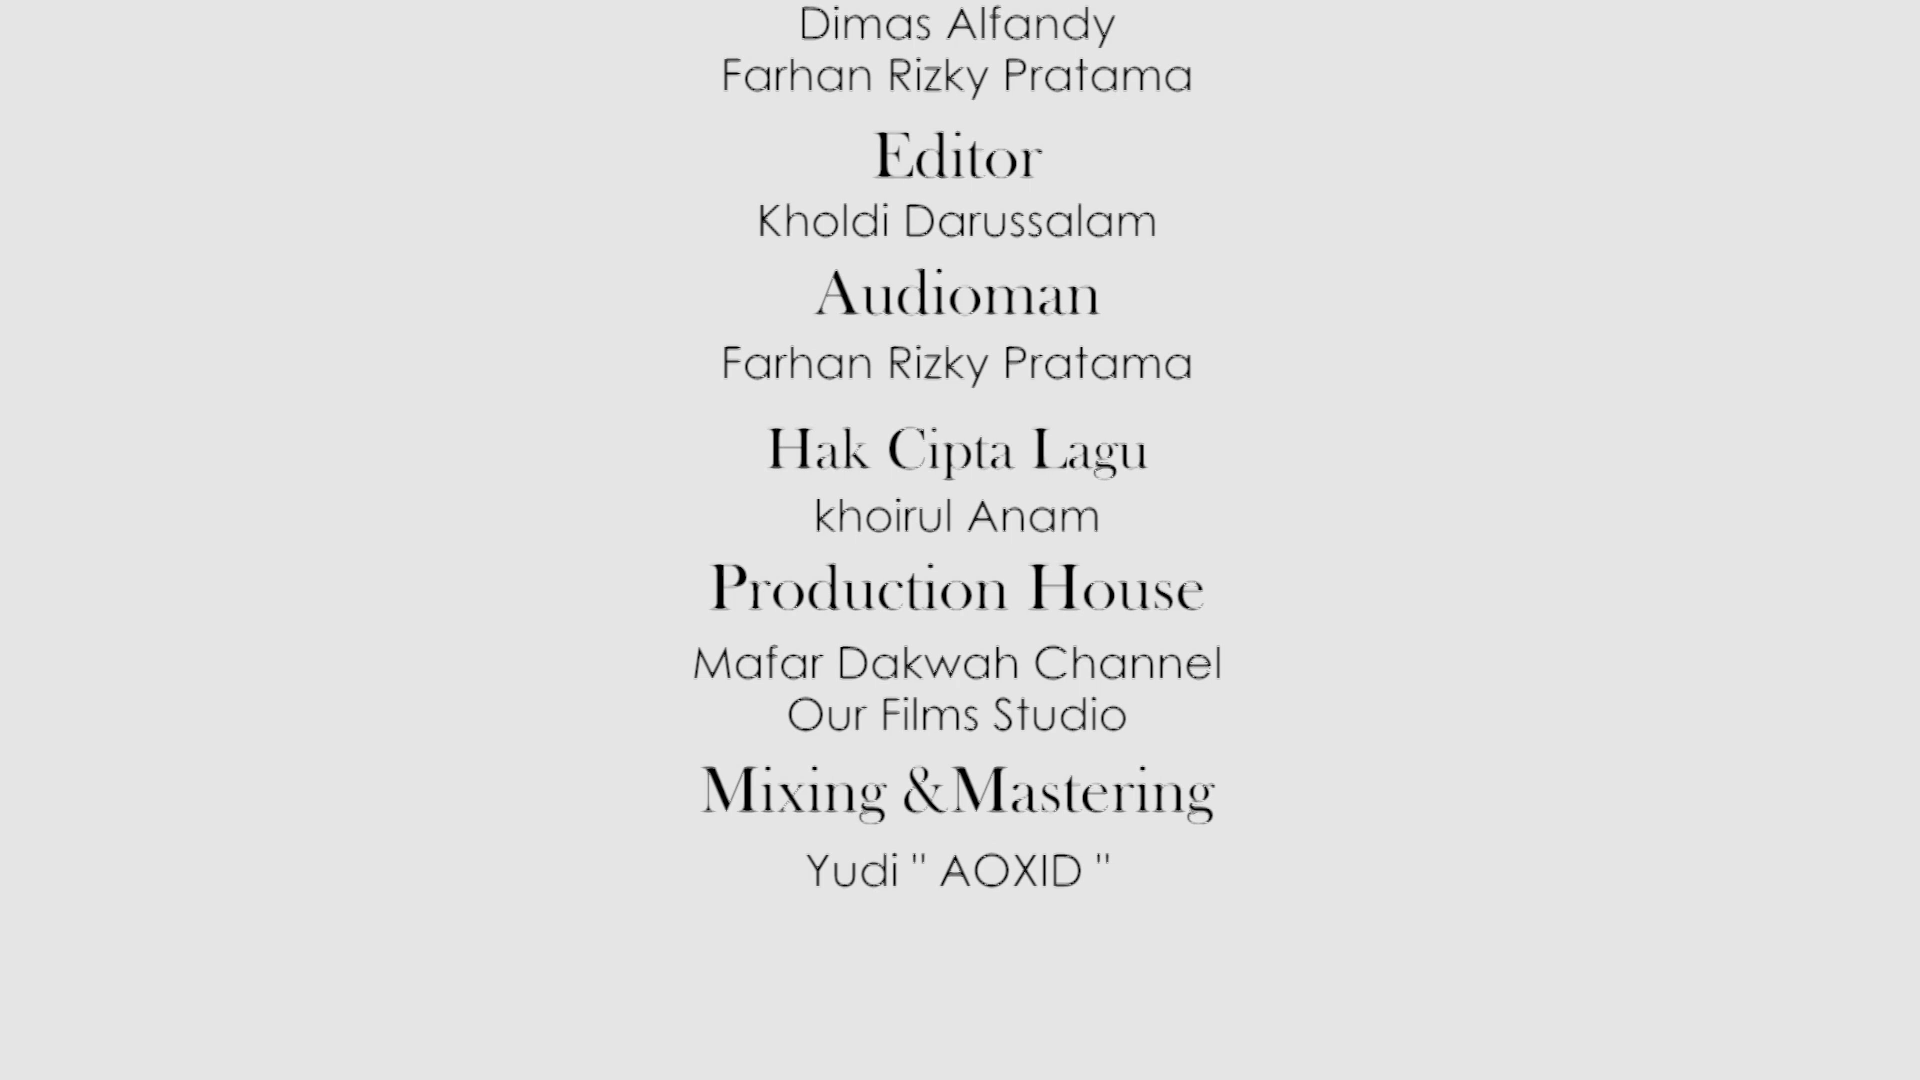 Dimas Alfandy
Farhan Rizky Pratama
Editor
Kholdi Darussalam
Audioman
Farhan Rizky Pratama
Hak Cipta Lagu
khoirul Anam
Production House
Mafar Dakwah Channel
Our Films Studio
Mixing &Mastering
Yudi " AOXID "